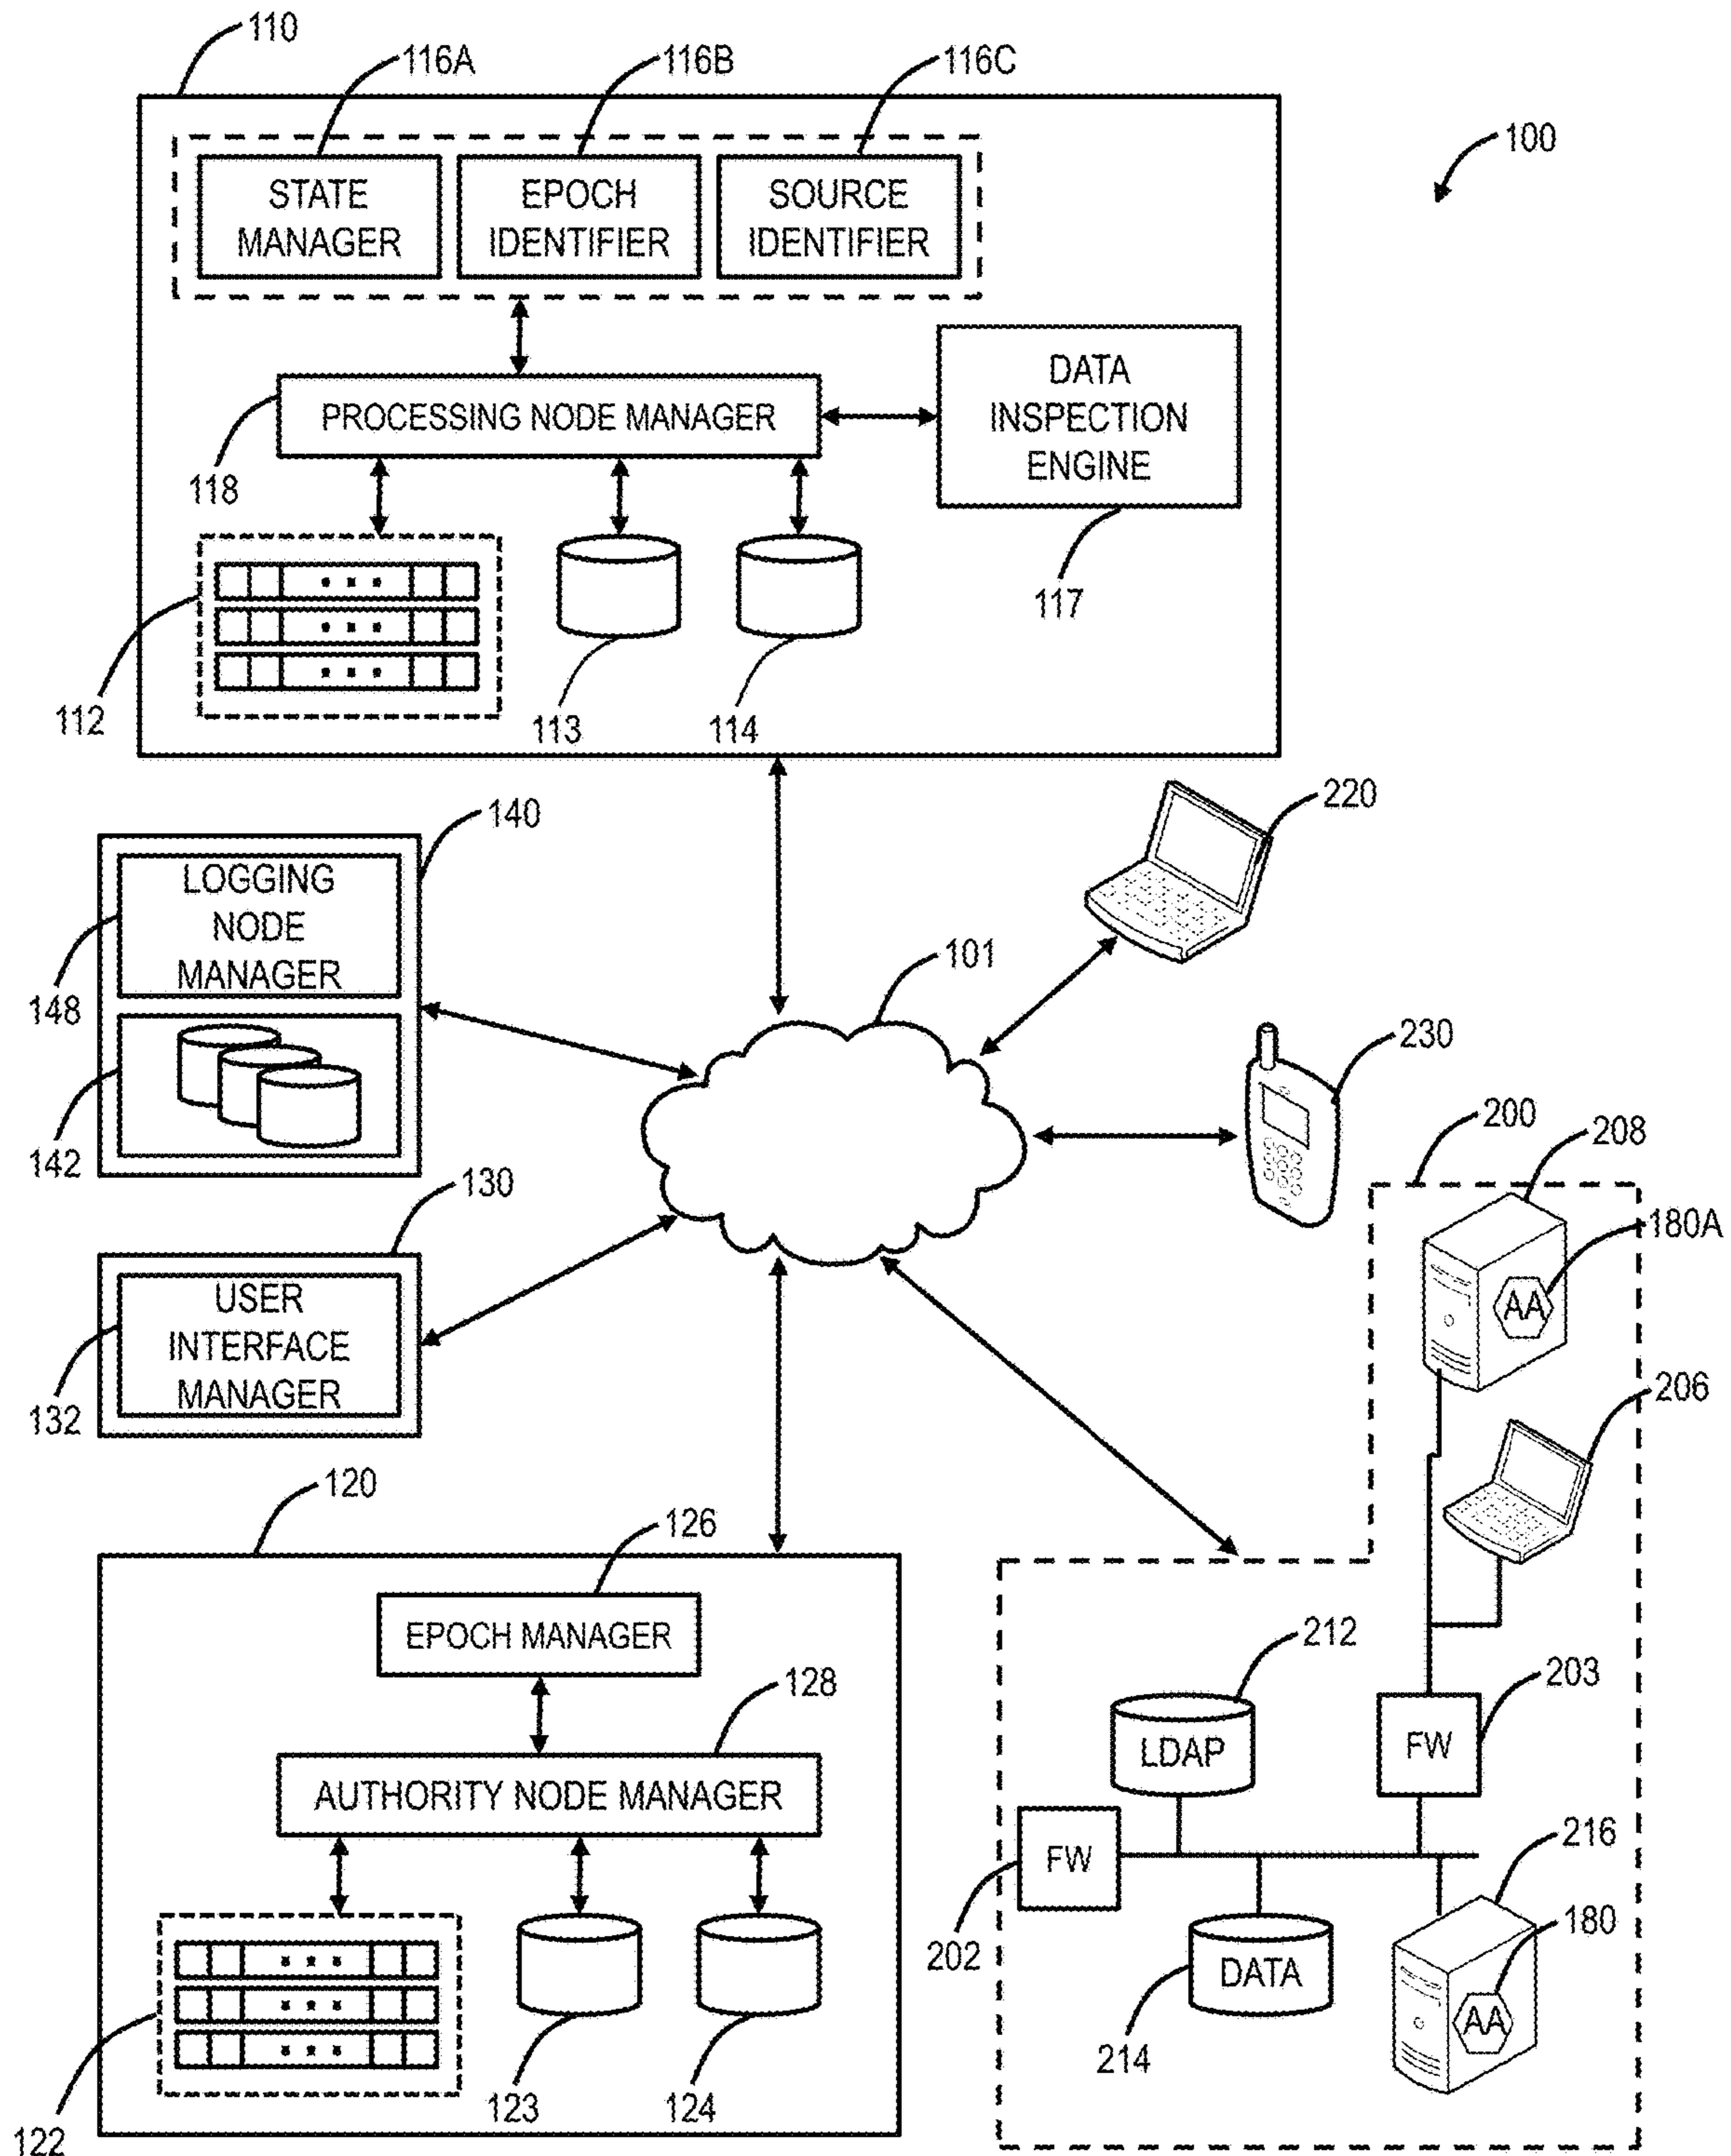 110
116A
116B
116C
100
STATE
MANAGER
EPOCH
IDENTIFIER
SOURCE
IDENTIFIER
DATA
INSPECTION
ENGINE
PROCESSING NODE MANAGER
118
117
112
113
114
140
220
LOGGING
NODE
MANAGER
148
101
230
142
200
208
180A
AA
130
USER
INTERFACE
MANAGER
132
206
120
126
EPOCH MANAGER
212
128
203
LDAP
FW
AUTHORITY NODE MANAGER
216
FW
180
202
DATA
AA
214
123
124
122